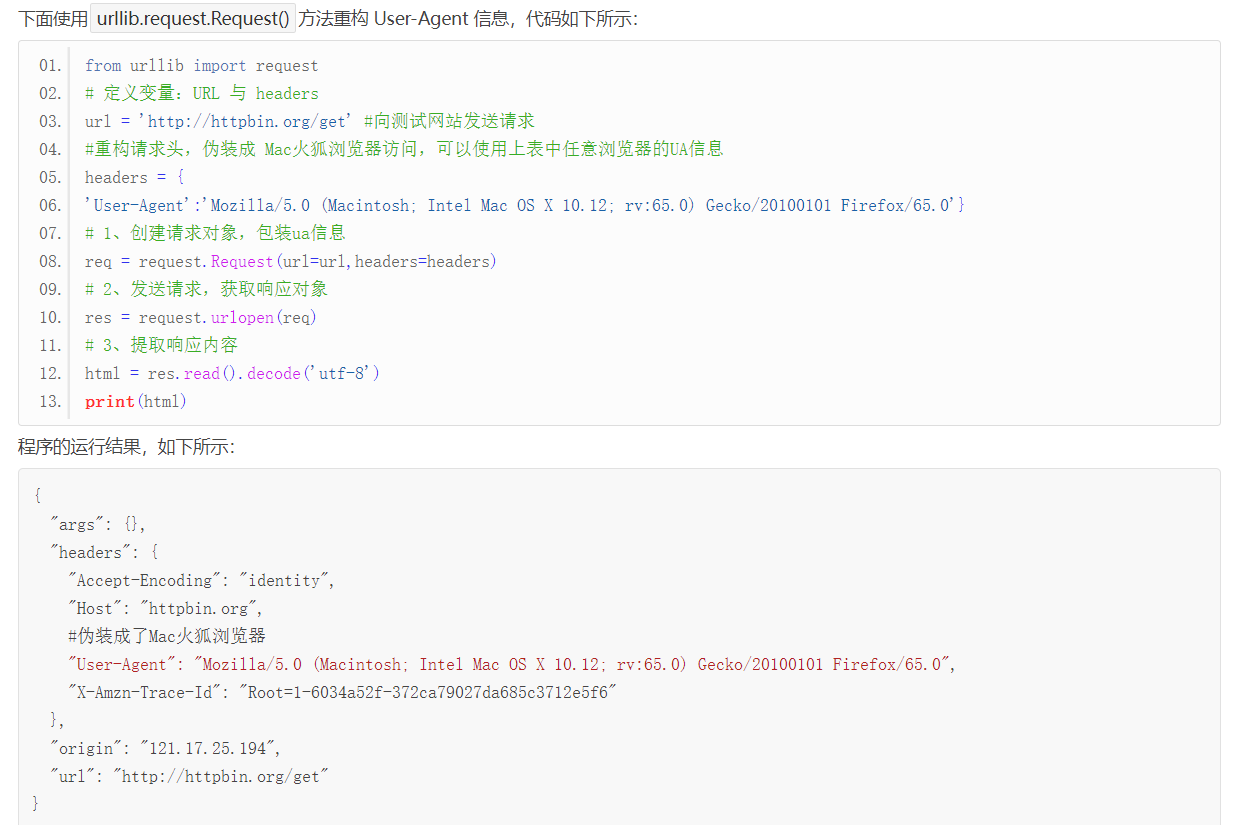 下面使用 urllib.request.Request() 方法重构 User-Agent 信息，代码如下所示：
01. from urllib import request
02. # 定义变量：URL 与 headers
03. url = 'http://httpbin.org/get' #向测试网站发送请求
04. #重构请求头，伪装成 Mac火狐浏览器访问，可以使用上表中任意浏览器的UA信息
05. headers = {
06. 'User-Agent':'Mozilla/5.0 (Macintosh; Intel Mac OS X 10.12; rv:65.0) Gecko/20100101 Firefox/65.0'}
07. # 1、创建请求对象，包装ua信息
08. req = request.Request(url=url,headers=headers)
09. # 2、发送请求，获取响应对象
10. res = request.urlopen(req)
11. # 3、提取响应内容
12. html = res.read().decode('utf-8')
13. print(html)
程序的运行结果，如下所示：
{
  "args": {},
  "headers": {
    "Accept-Encoding": "identity",
    "Host": "httpbin.org",
    #伪装成了Mac火狐浏览器
    "User-Agent": "Mozilla/5.0 (Macintosh; Intel Mac OS X 10.12; rv:65.0) Gecko/20100101 Firefox/65.0",
    "X-Amzn-Trace-Id": "Root=1-6034a52f-372ca79027da685c3712e5f6"
  },
  "origin": "121.17.25.194",
  "url": "http://httpbin.org/get"
}